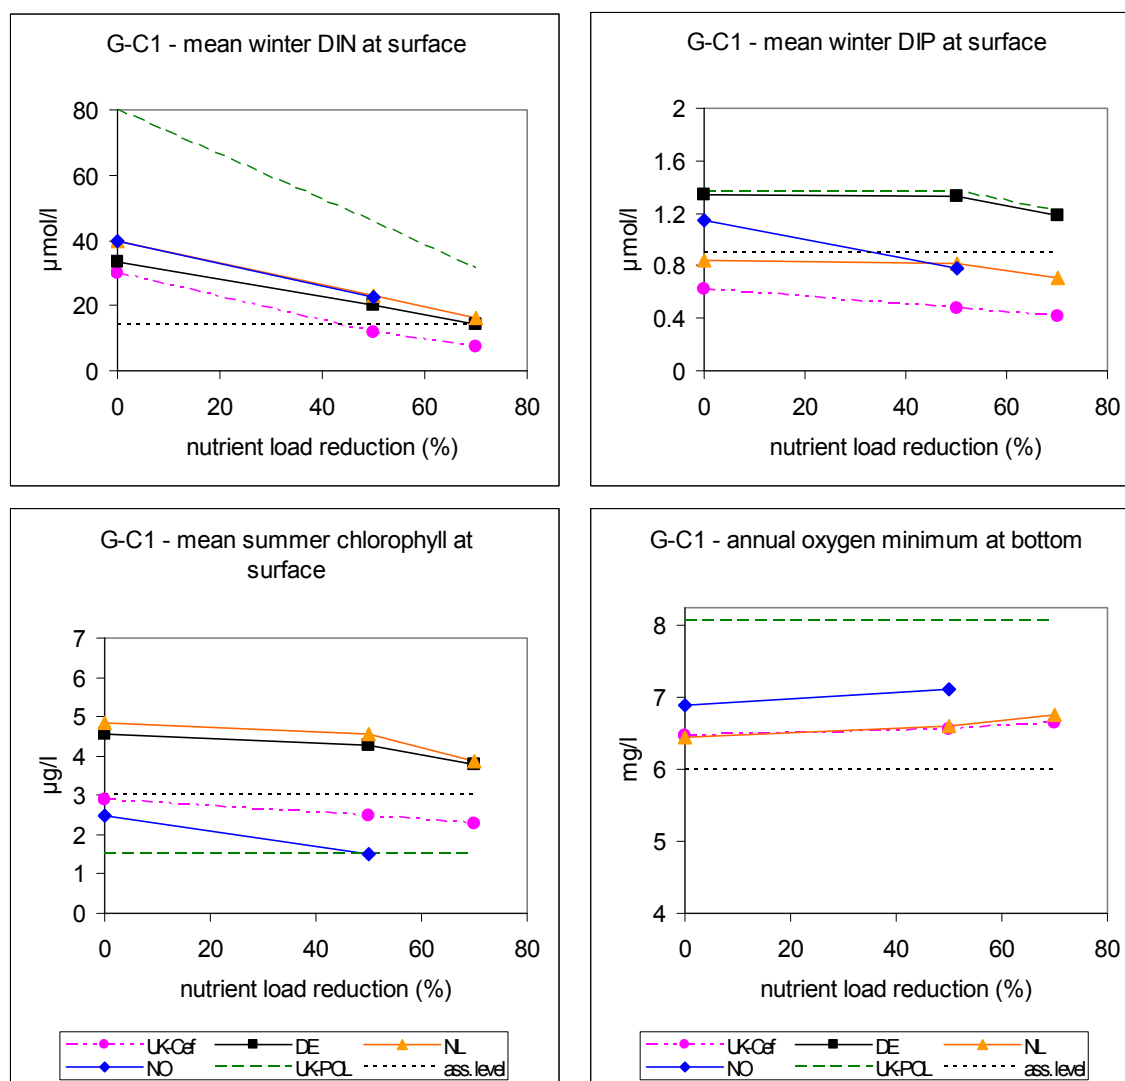 G-C1 - mean winter DIN at surface
80
60
40
20
0
µmol/l
0 20 40 60 80
nutrient load reduction (%)
G-C1 - mean winter DIP at surface
2
1.6
1.2
0.8
0.4
0
µmol/l
0 20 40 60 80
nutrient load reduction (%)
G-C1 - mean summer chlorophyll at
surface
7
6
5
4
3
2
1
0
µg/l
0 20 40 60 80
nutrient load reduction (%)
UK-Cef DE NL
NO UK-POL ass. level
G-C1 - annual oxygen minimum at bottom
8
7
6
5
4
mg/l
0 20 40 60 80
nutrient load reduction (%)
UK-Cef DE NL
NO UK-POL ass. level